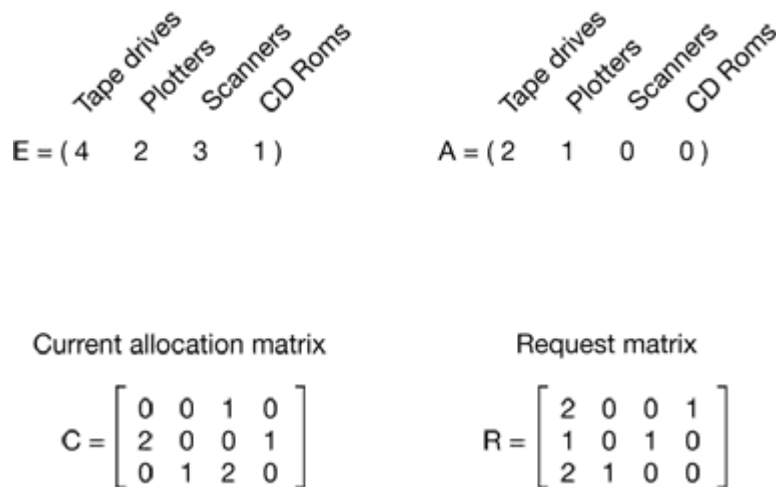 Tape drives Plotters Scanners CD Roms
E = ( 4 2 3 1 )
Tape drives Plotters Scanners CD Roms
A = ( 2 1 0 0 )
Current allocation matrix
C = [ 0 0 1 0
2 0 0 1
0 1 2 0 ]
Request matrix
R = [ 2 0 0 1
1 0 1 0
2 1 0 0 ]